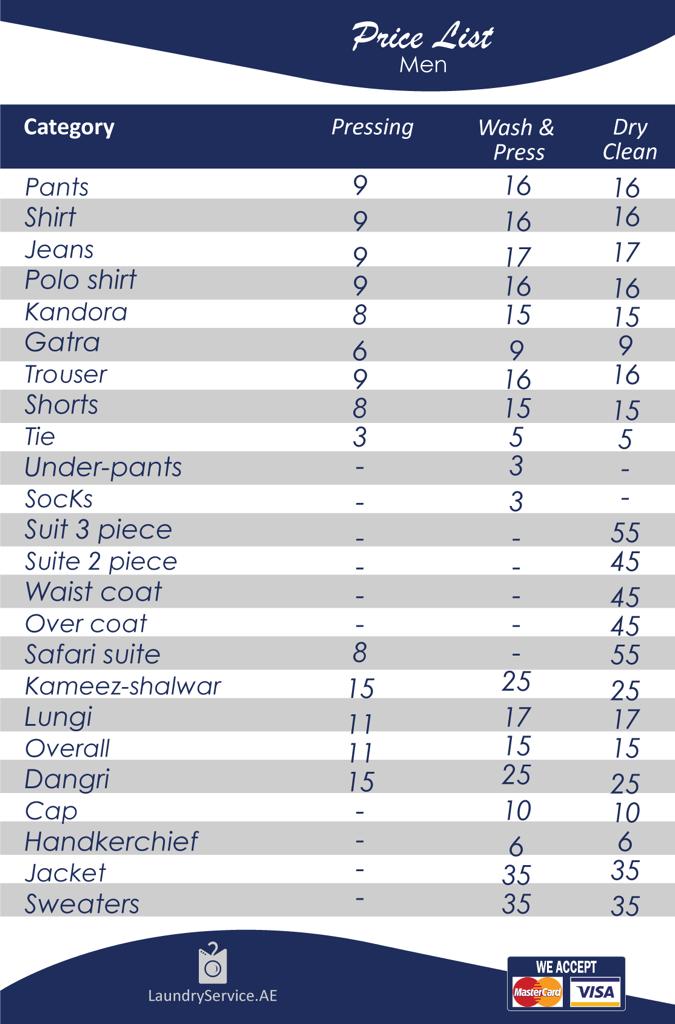 Price List
Men
Category Pressing Wash & Press Dry Clean
Pants 9 16 16
Shirt 9 16 16
Jeans 9 17 17
Polo shirt 9 16 16
Kandora 8 15 15
Gatra 6 9 9
Trouser 9 16 16
Shorts 8 15 15
Tie 3 5 5
Under-pants - 3 -
SocKs - 3 -
Suit 3 piece - - 55
Suite 2 piece - - 45
Waist coat - - 45
Over coat - - 45
Safari suite 8 - 55
Kameez-shalwar 15 25 25
Lungi 11 17 17
Overall 11 15 15
Dangri 15 25 25
Cap - 10 10
Handkerchief - 6 6
Jacket - 35 35
Sweaters - 35 35
LaundryService.AE
WE ACCEPT
MasterCard VISA